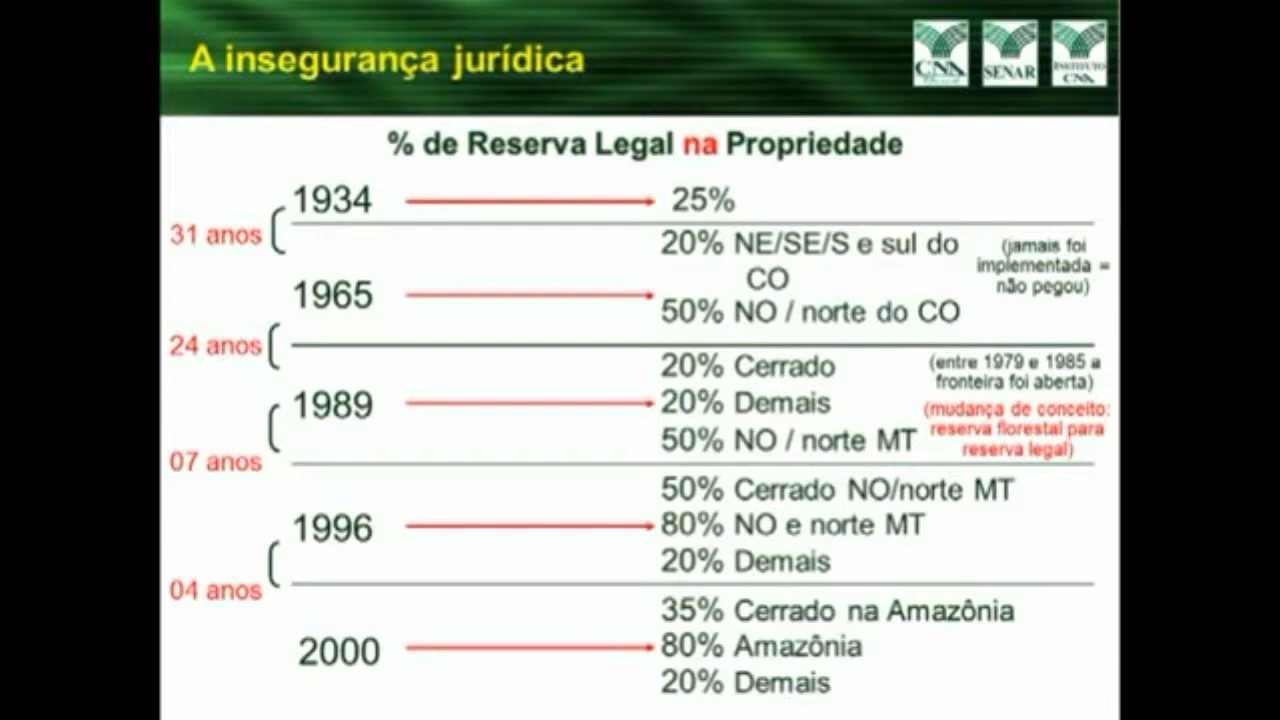 A insegurança jurídica
CNA
SENAR
INSTITUTO
CNA
% de Reserva Legal na Propriedade
1934
25%
31 anos
20% NE/SE/S e sul do
CO
(jamais foi
implementada =
não pegou)
1965
50% NO / norte do CO
24 anos
20% Cerrado
(entre 1979 e 1985 a
fronteira foi aberta)
1989
20% Demais
(mudança de conceito:
reserva florestal para
reserva legal)
50% NO / norte MT
07 anos
50% Cerrado NO/norte MT
1996
80% NO e norte MT
20% Demais
04 anos
35% Cerrado na Amazônia
2000
80% Amazônia
20% Demais